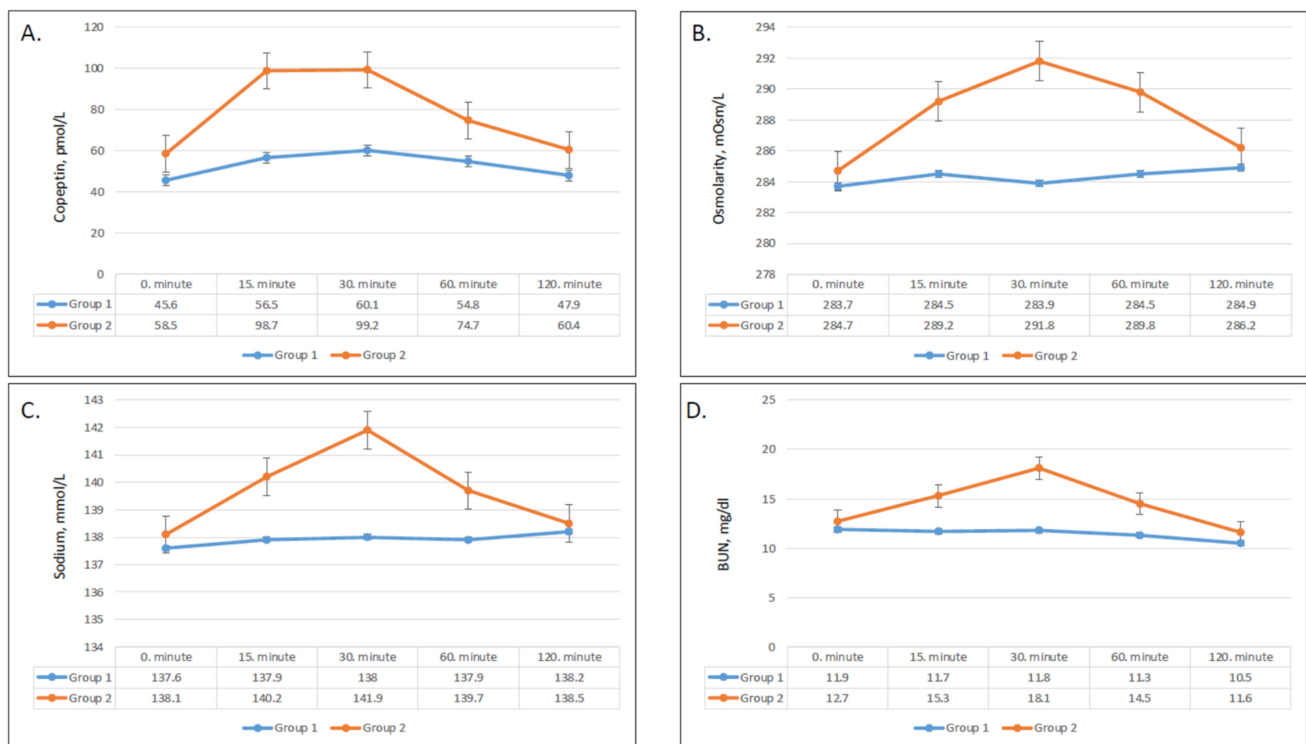 A.
Copeptin, pmol/L
120
100
80
60
40
20
0
0. minute 15. minute 30. minute 60. minute 120. minute
Group 1 45.6 56.5 60.1 54.8 47.9
Group 2 58.5 98.7 99.2 74.7 60.4
Group 1 Group 2
B.
Osmolarity, mOsm/L
294
292
290
288
286
284
282
280
278
0. minute 15. minute 30. minute 60. minute 120. minute
Group 1 283.7 284.5 283.9 284.5 284.9
Group 2 284.7 289.2 291.8 289.8 286.2
Group 1 Group 2
C.
Sodium, mmol/L
143
142
141
140
139
138
137
136
135
134
0. minute 15. minute 30. minute 60. minute 120. minute
Group 1 137.6 137.9 138 137.9 138.2
Group 2 138.1 140.2 141.9 139.7 138.5
Group 1 Group 2
D.
BUN, mg/dl
25
20
15
10
5
0
0. minute 15. minute 30. minute 60. minute 120. minute
Group 1 11.9 11.7 11.8 11.3 10.5
Group 2 12.7 15.3 18.1 14.5 11.6
Group 1 Group 2